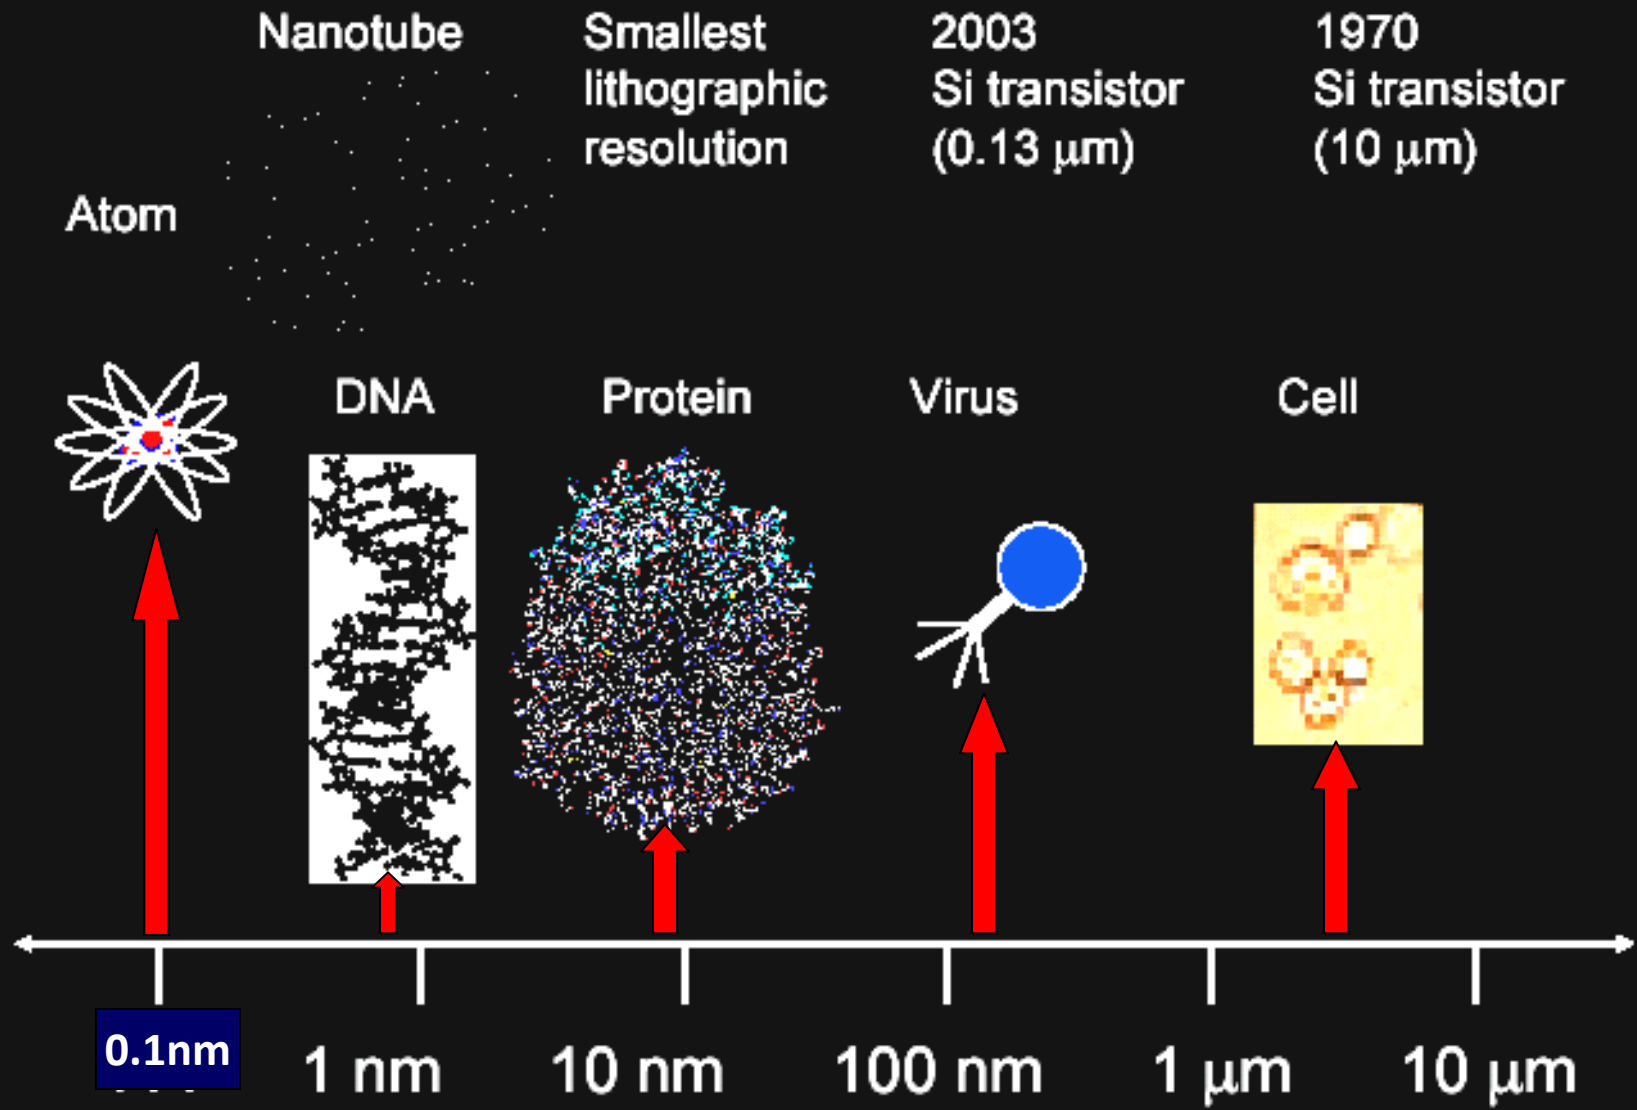 Nanotube
Smallest
lithographic
resolution
2003
Si transistor
(0.13 μm)
1970
Si transistor
(10 μm)
Atom
DNA
Protein
Virus
Cell
0.1nm
1 nm
10 nm
100 nm
1 μm
10 μm